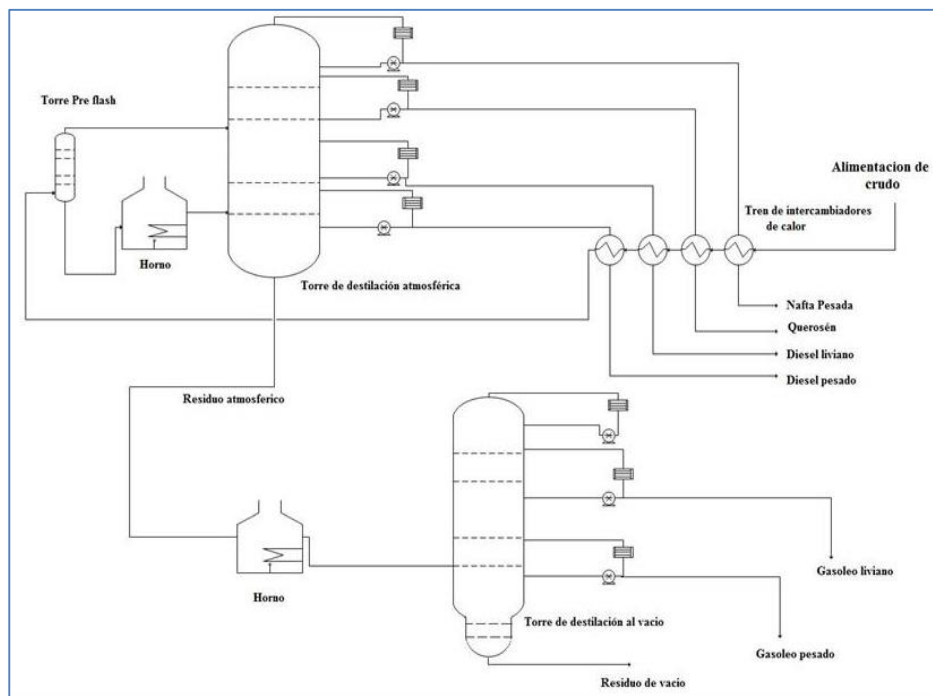 Torre Pre flash
Alimentacion de
crudo
Tren de intercambiadores
de calor
Horno
Torre de destilación atmosférica
Nafta Pesada
Querosén
Diesel liviano
Diesel pesado
Residuo atmosferico
Gasoleo liviano
Horno
Torre de destilación al vacio
Gasoleo pesado
Residuo de vacio